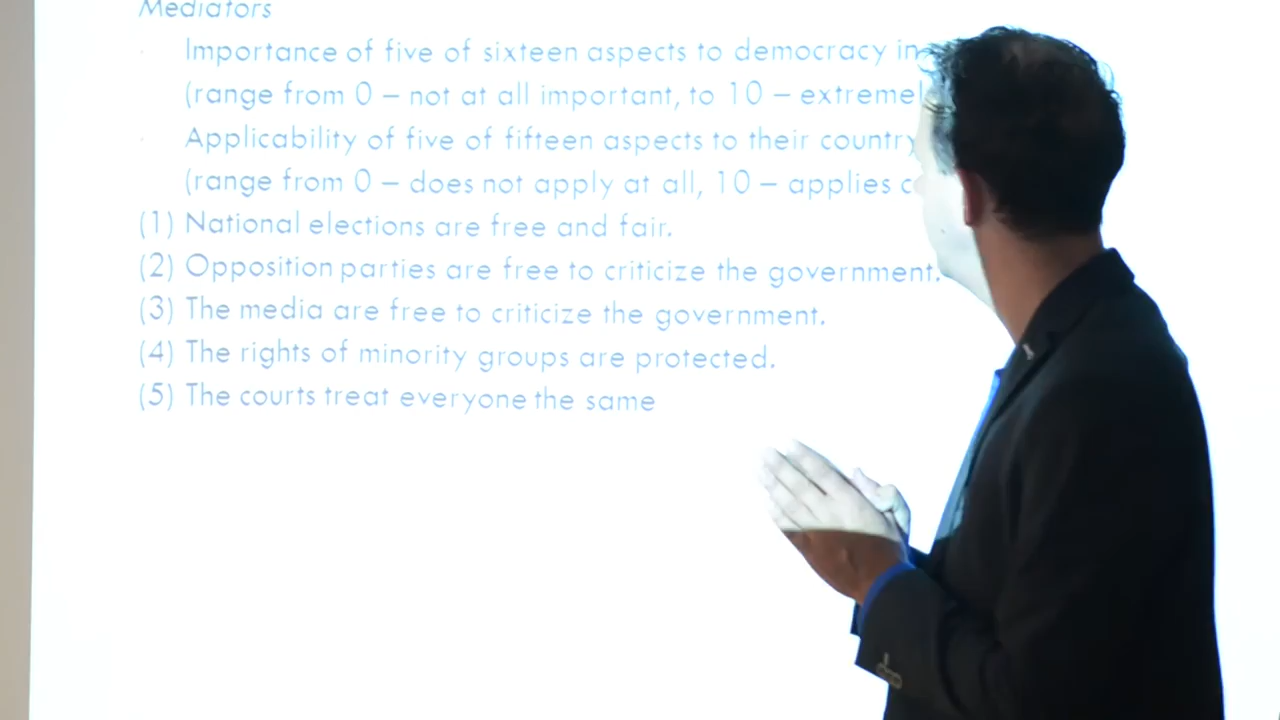 Mediators
Importance of five of sixteen aspects to democracy in
(range from 0 – not at all important, to 10 –
Applicability of five of fifteen aspects to their country
(range from 0 – does not apply at all, 10 – applies
(1) National elections are free and fair.
(2) Opposition parties are free to criticize the government.
(3) The media are free to criticize the government.
(4) The rights of minority groups are protected.
(5) The courts treat everyone the same